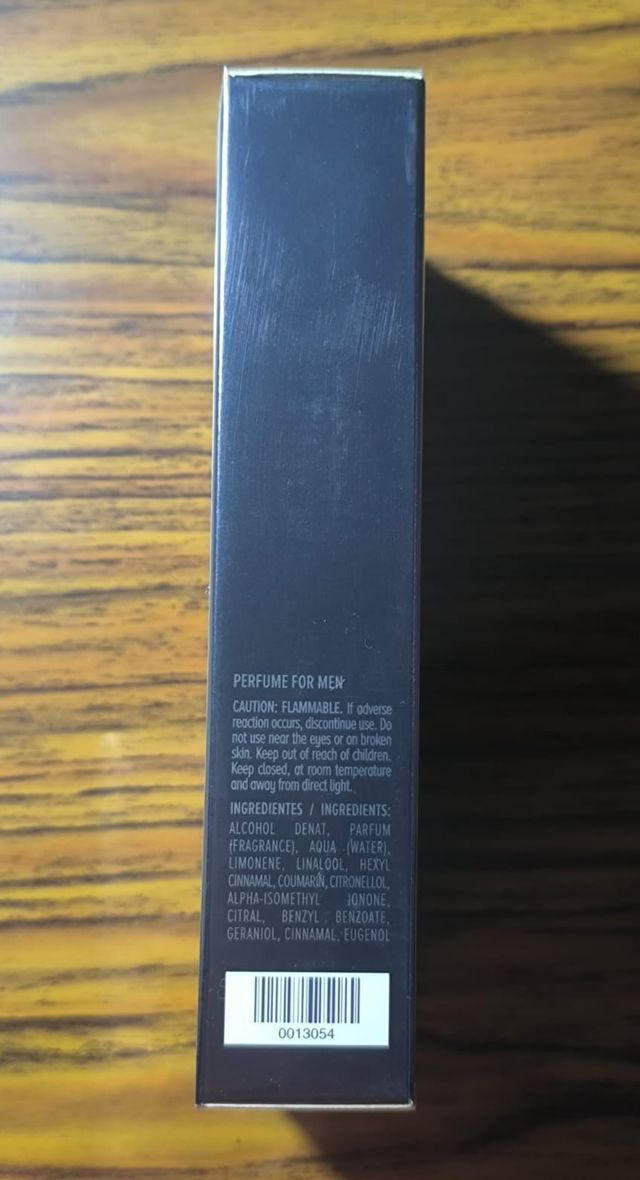 PERFUME FOR MEN
CAUTION: FLAMMABLE. If adverse
reaction occurs, discontinue use. Do
not use near the eyes or on broken
skin. Keep out of reach of children.
Keep closed, at room temperature
and away from direct light.
INGREDIENTES / INGREDIENTS:
ALCOHOL DENAT, PARFUM
(FRAGRANCE), AQUA (WATER),
LIMONENE, LINALOOL, HEXYL
CINNAMAL, COUMARIN, CITRONELLOL,
ALPHA-ISOMETHYL IONONE,
CITRAL, BENZYL BENZOATE,
GERANIOL, CINNAMAL, EUGENOL
0013054